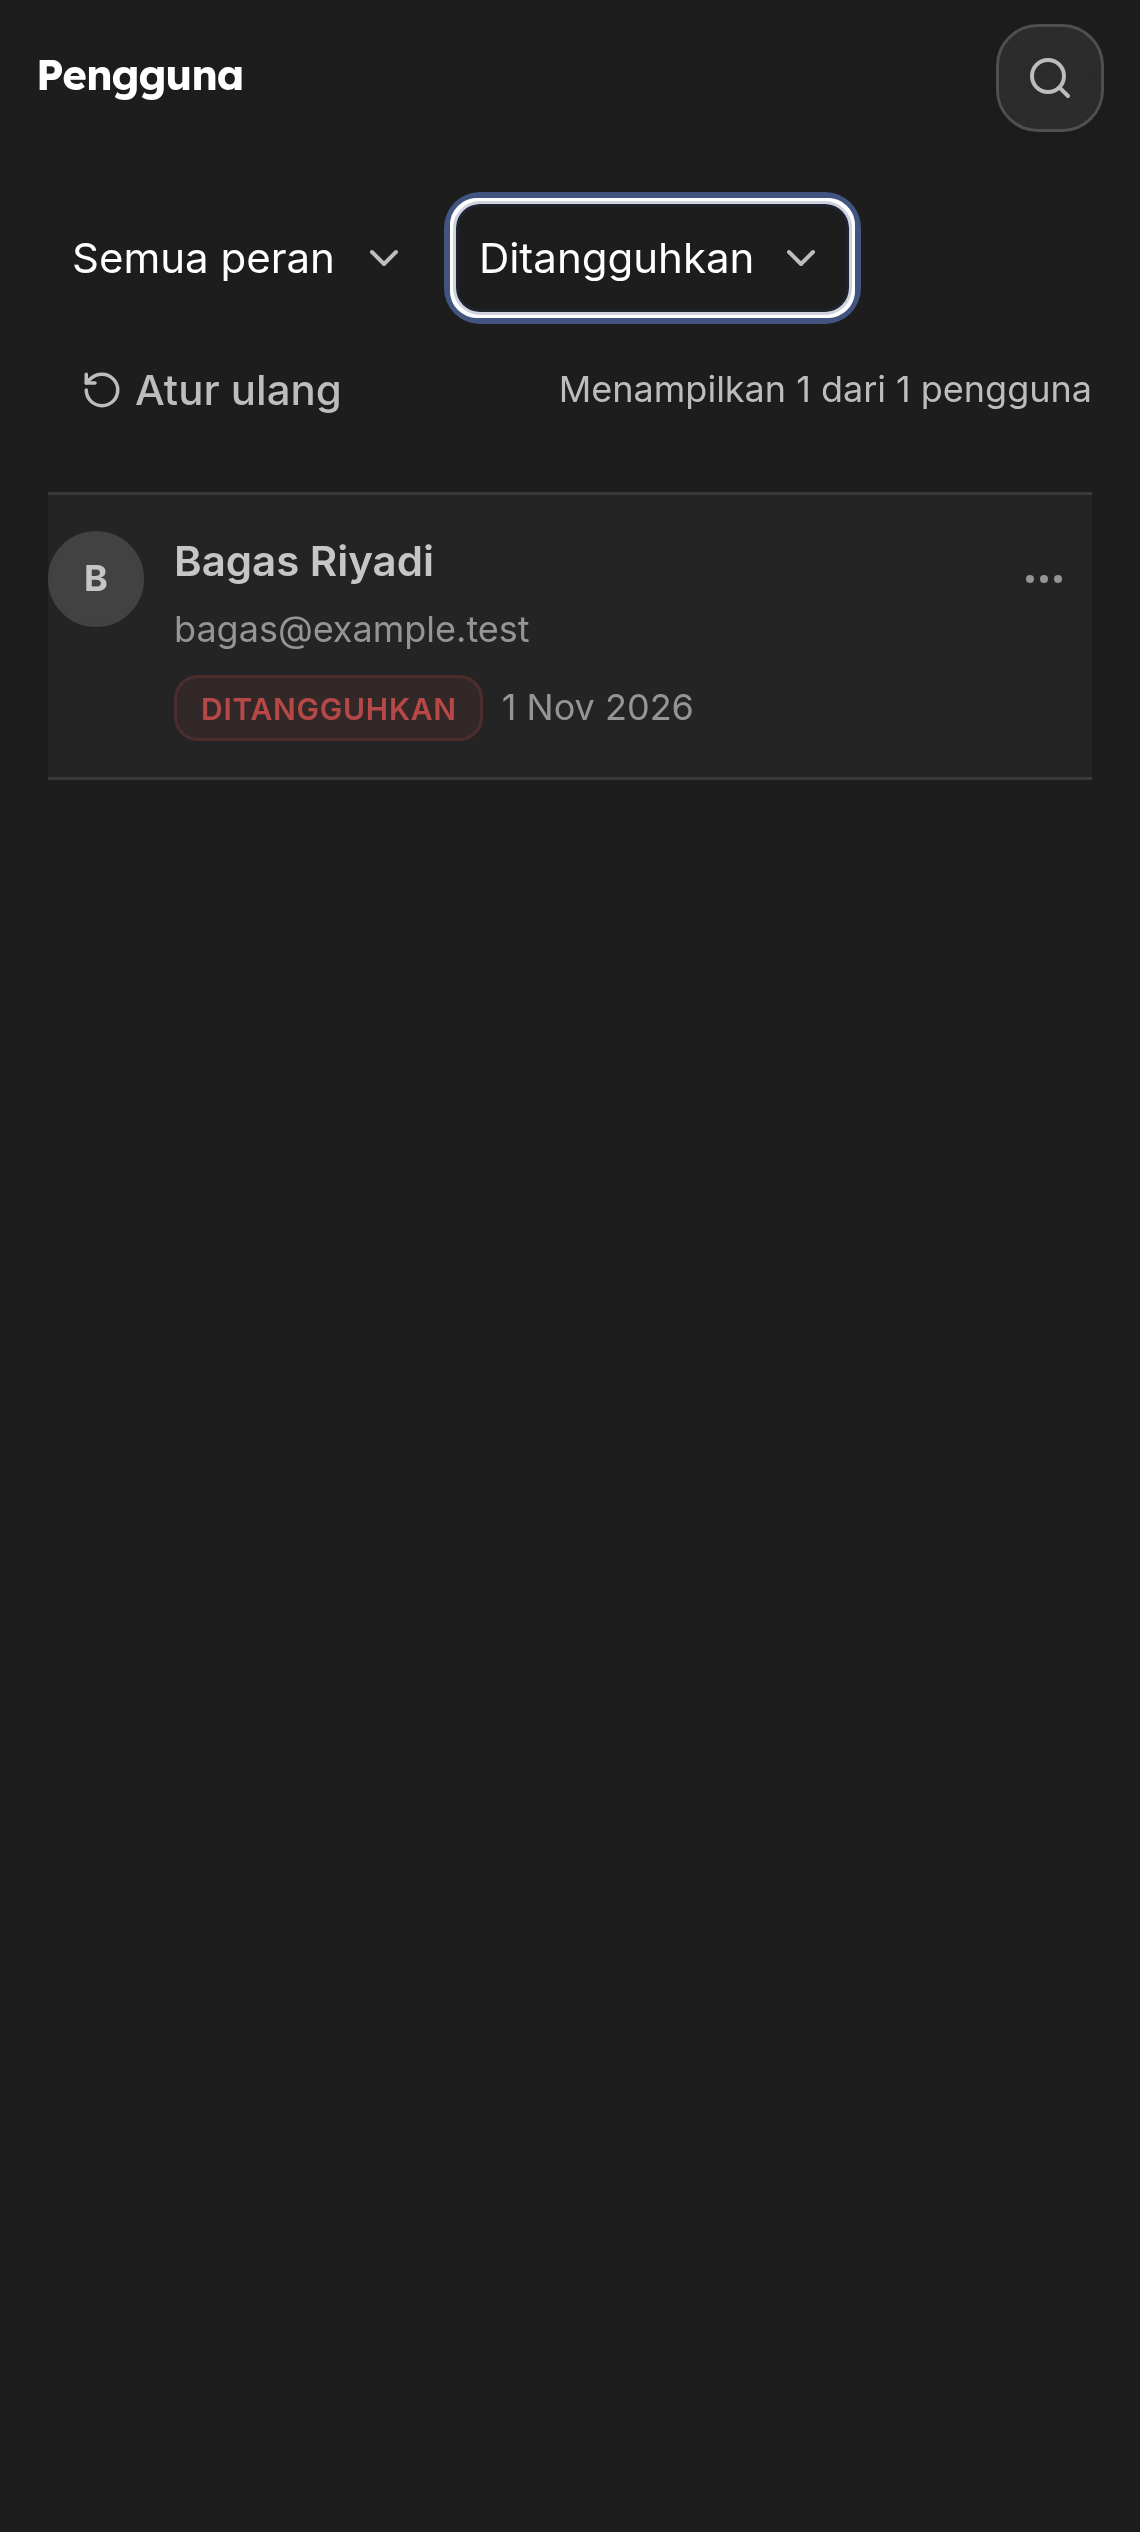 Pengguna
Semua peran
Ditangguhkan
Atur ulang
Menampilkan 1 dari 1 pengguna
B
Bagas Riyadi
bagas@example.test
DITANGGUHKAN 1 Nov 2026